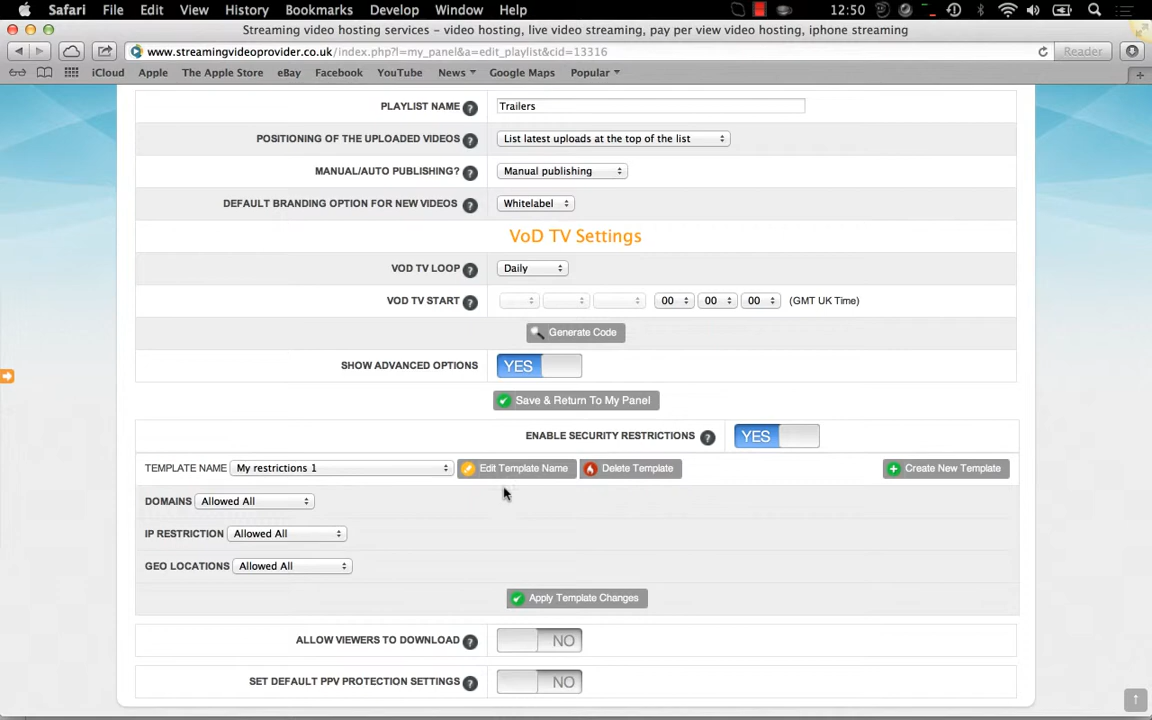 Safari File Edit View History Bookmarks Develop Window Help 12:50
Streaming video hosting services - video hosting, live video streaming, pay per view video hosting, iphone streaming
www.streamingvideoprovider.co.uk/index.php?l=my_panel&a=edit_playlist&cid=13316 Reader
iCloud Apple The Apple Store eBay Facebook YouTube News Google Maps Popular
PLAYLIST NAME ? Trailers
POSITIONING OF THE UPLOADED VIDEOS ? List latest uploads at the top of the list
MANUAL/AUTO PUBLISHING? ? Manual publishing
DEFAULT BRANDING OPTION FOR NEW VIDEOS ? Whitelabel
VoD TV Settings
VOD TV LOOP ? Daily
VOD TV START ? 00 00 00 (GMT UK Time)
Generate Code
SHOW ADVANCED OPTIONS YES
Save & Return To My Panel
ENABLE SECURITY RESTRICTIONS ? YES
TEMPLATE NAME My restrictions 1 Edit Template Name Delete Template Create New Template
DOMAINS Allowed All
IP RESTRICTION Allowed All
GEO LOCATIONS Allowed All
Apply Template Changes
ALLOW VIEWERS TO DOWNLOAD ? NO
SET DEFAULT PPV PROTECTION SETTINGS ? NO